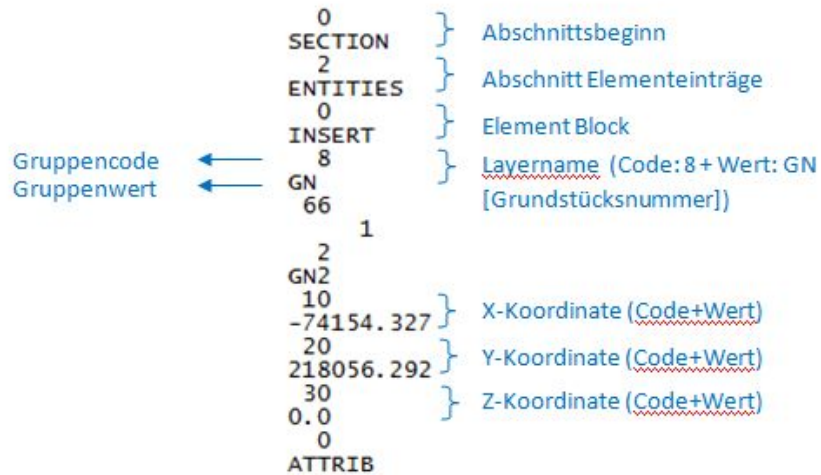 0
SECTION } Abschnittsbeginn
2
ENTITIES } Abschnitt Elementeinträge
0
INSERT } Element Block
Gruppencode 8 } Layername (Code: 8 + Wert: GN
Gruppenwert GN [Grundstücksnummer])
66
1
2
GN2
10
-74154.327 } X-Koordinate (Code+Wert)
20
218056.292 } Y-Koordinate (Code+Wert)
30
0.0 } Z-Koordinate (Code+Wert)
0
ATTRIB